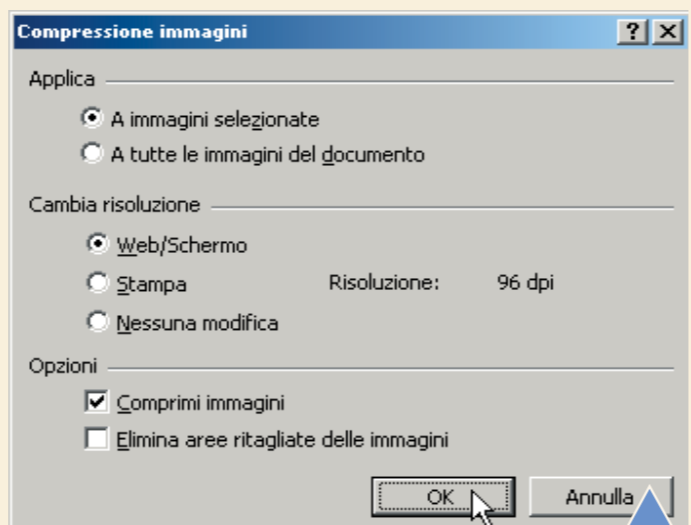 Compressione immagini
Applica
A immagini selezionate
A tutte le immagini del documento
Cambia risoluzione
Web/Schermo
Stampa Risoluzione: 96 dpi
Nessuna modifica
Opzioni
Comprimi immagini
Elimina aree ritagliate delle immagini
OK Annulla